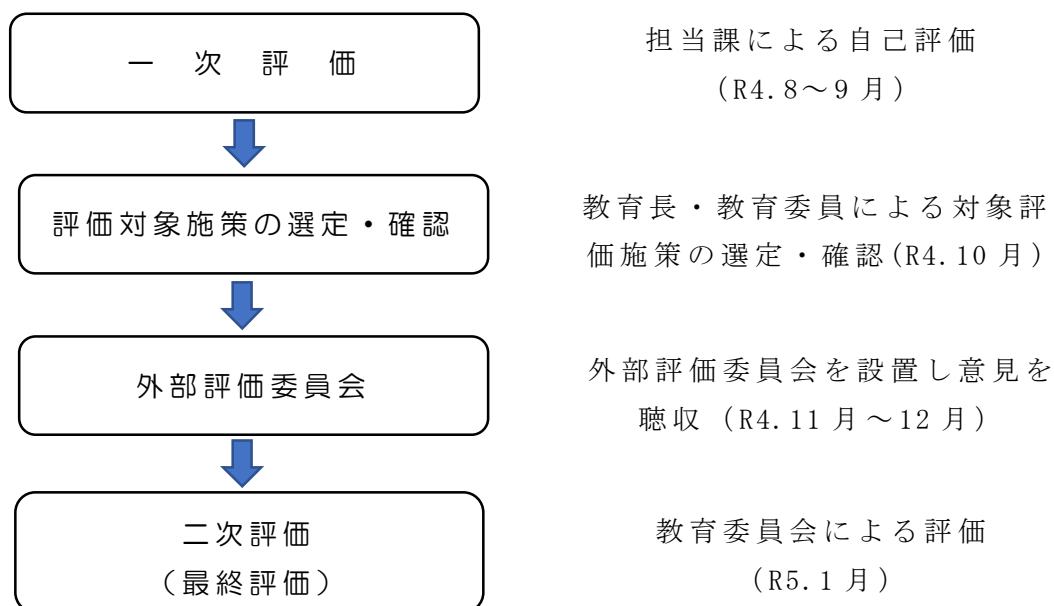 一次評価
担当課による自己評価
(R4.8～9月)
評価対象施策の選定・確認
教育長・教育委員による対象評
価施策の選定・確認(R4.10月)
外部評価委員会
外部評価委員会を設置し意見を
聴収(R4.11月～12月)
二次評価
(最終評価)
教育委員会による評価
(R5.1月)